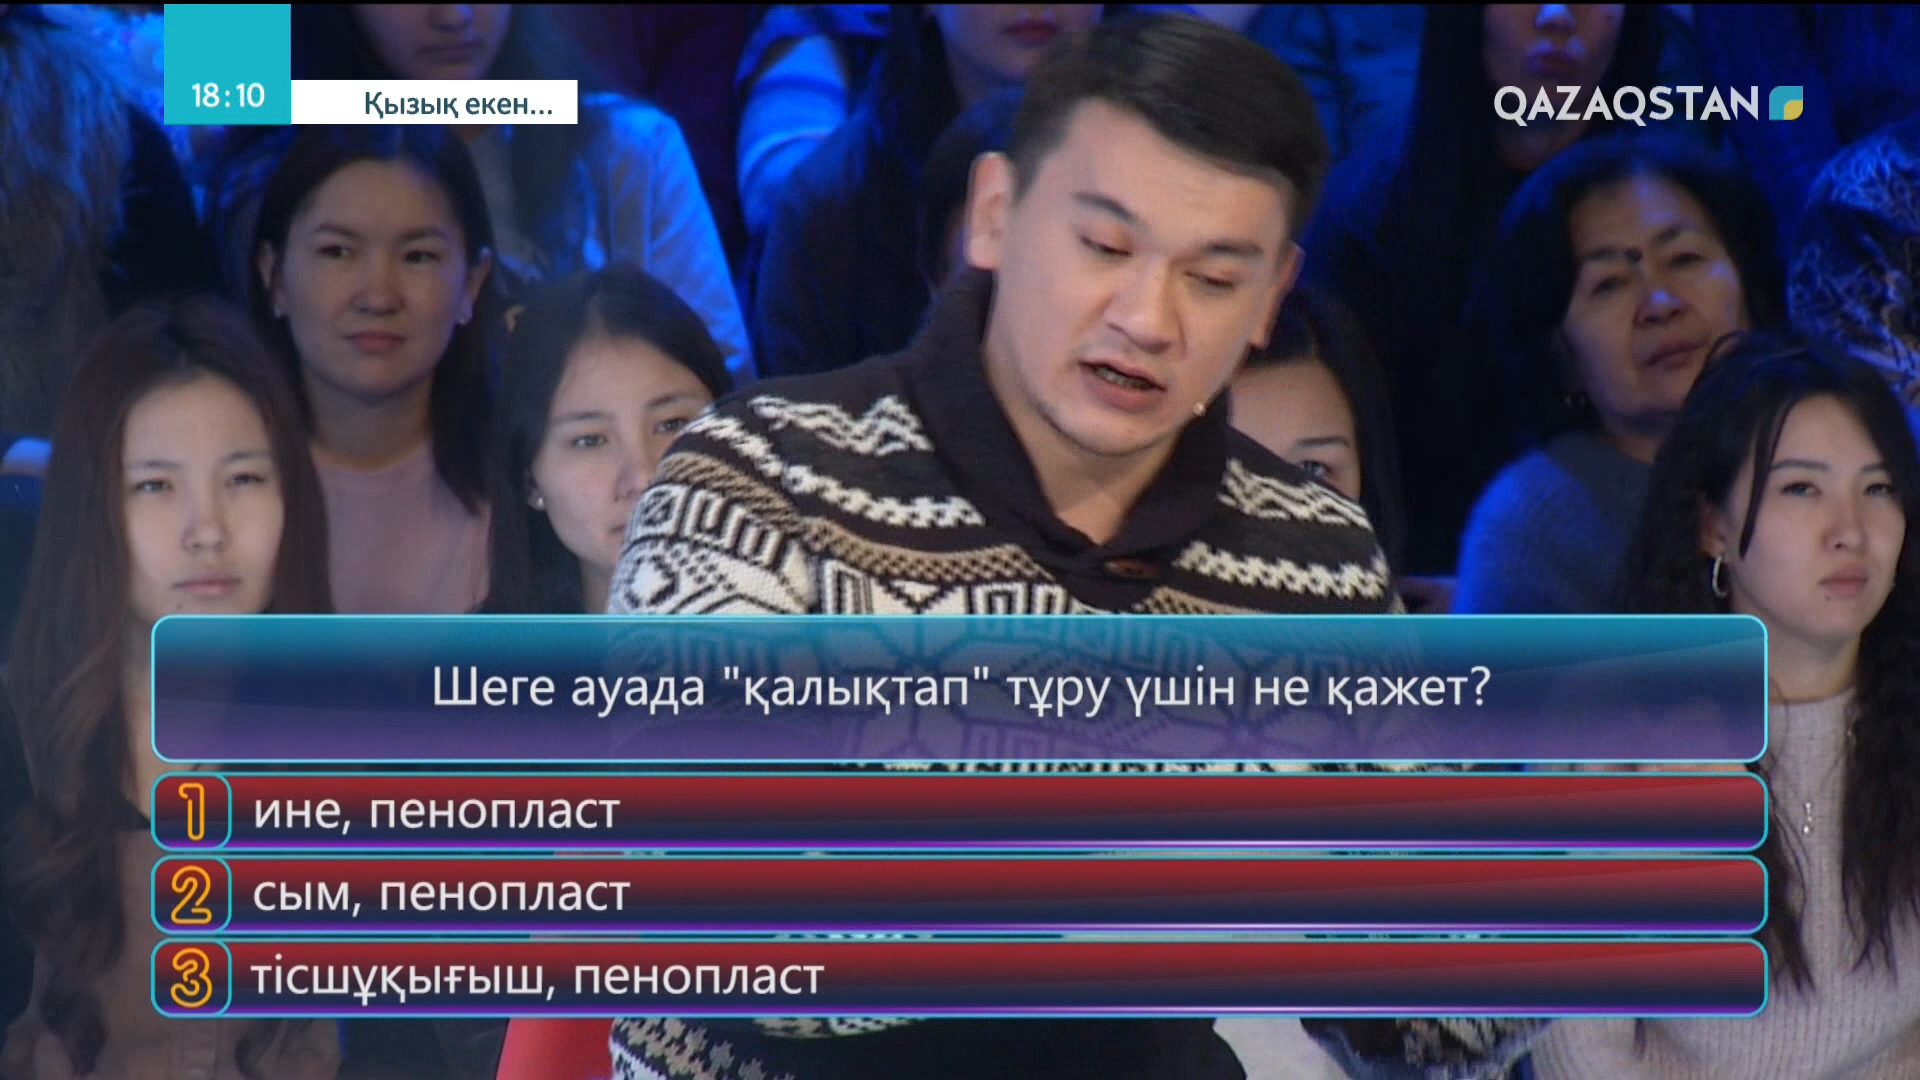 18:10
Қызық екен...
QAZAQSTAN
Шеге ауада "қалықтап" тұру үшін не қажет?
1 ине, пенопласт
2 сым, пенопласт
3 тісшұқығыш, пенопласт